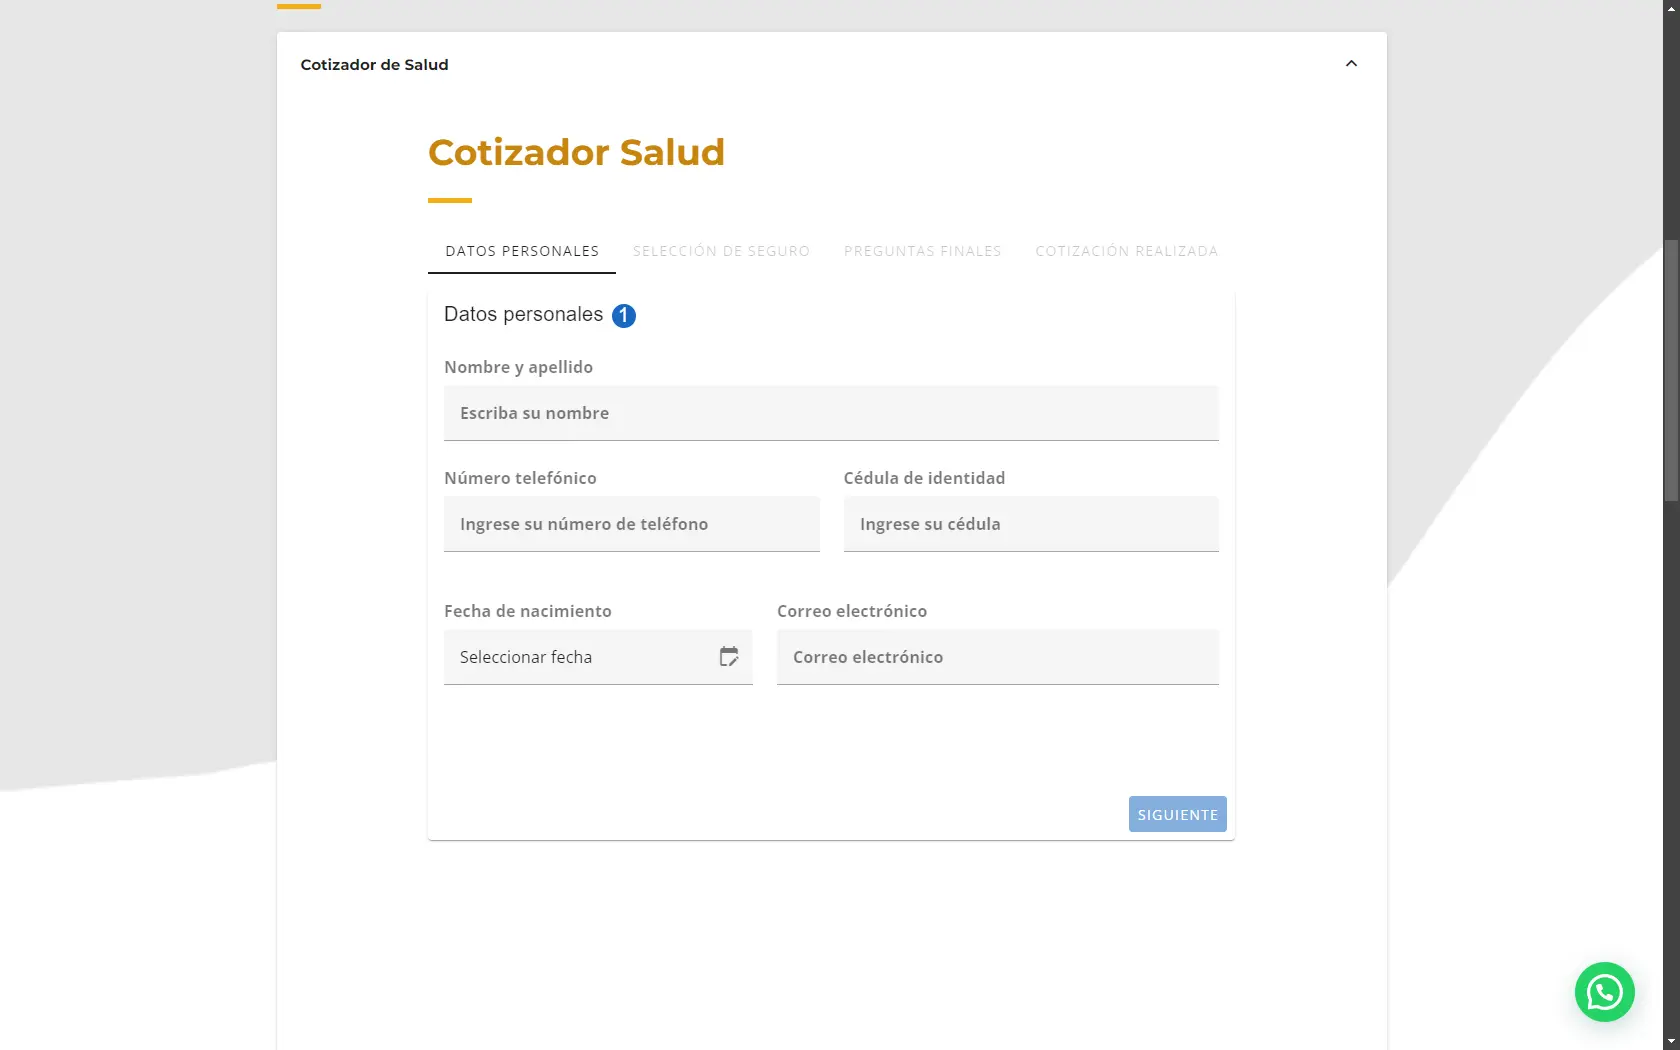 Cotizador de Salud
Cotizador Salud
DATOS PERSONALES SELECCIÓN DE SEGURO PREGUNTAS FINALES COTIZACIÓN REALIZADA
Datos personales 1
Nombre y apellido
Escriba su nombre
Número telefónico Cédula de identidad
Ingrese su número de teléfono Ingrese su cédula
Fecha de nacimiento Correo electrónico
Seleccionar fecha Correo electrónico
SIGUIENTE